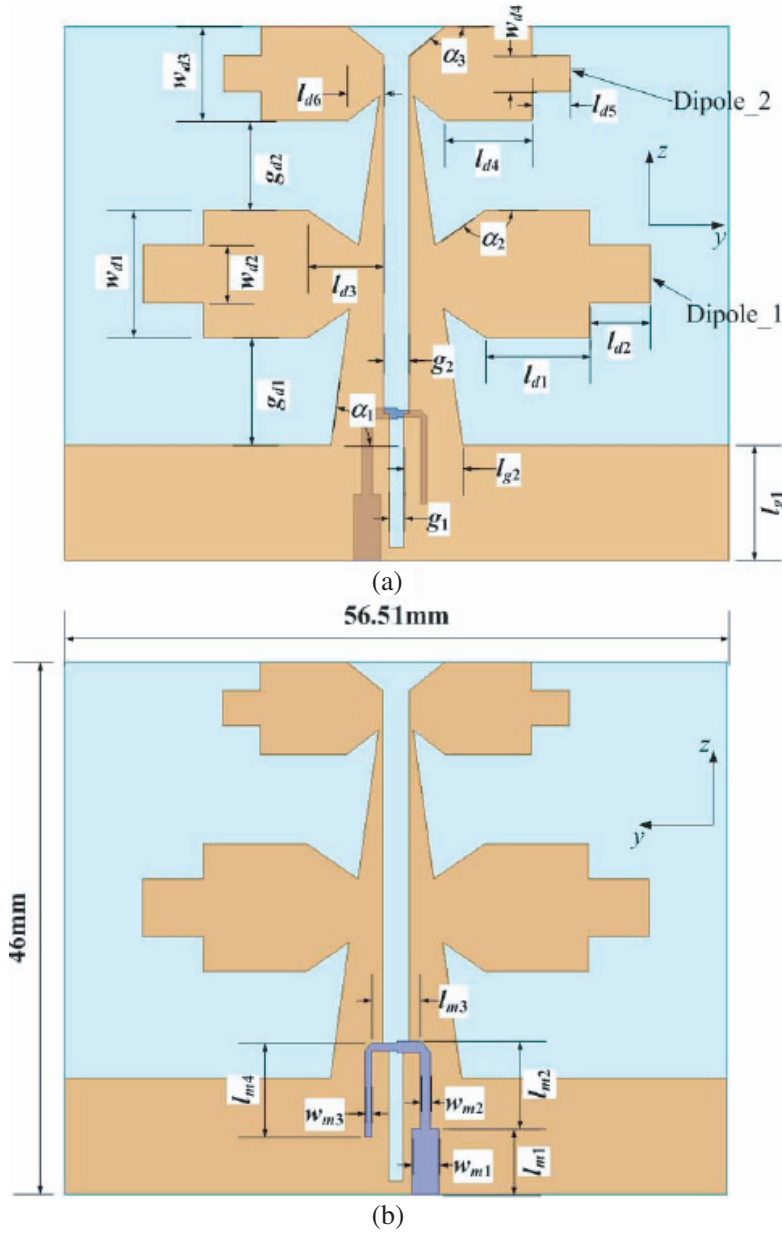 w_d4
w_d3
α_3
l_d6
l_d5
Dipole_2
g_d2
l_d4
z
y
w_d1
w_d2
α_2
l_d3
Dipole_1
l_d2
g_d1
g_2
l_d1
α_1
l_g2
g_1
l_g1
(a)
56.51mm
z
y
46mm
l_m3
l_m4
w_m3
w_m2
l_m2
w_m1
l_m1
(b)